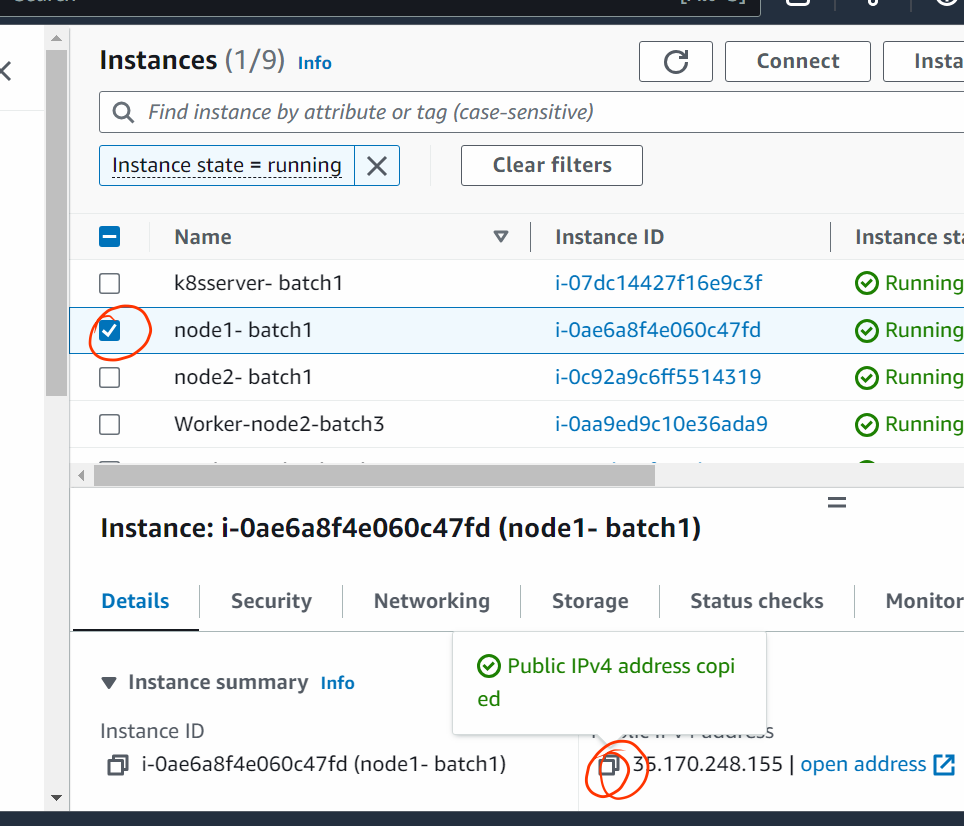 Instances (1/9) Info
Connect
Insta
Find instance by attribute or tag (case-sensitive)
Instance state = running
Clear filters
Name Instance ID Instance sta
k8sserver- batch1 i-07dc14427f16e9c3f Running
node1- batch1 i-0ae6a8f4e060c47fd Running
node2- batch1 i-0c92a9c6ff5514319 Running
Worker-node2-batch3 i-0aa9ed9c10e36ada9 Running
Instance: i-0ae6a8f4e060c47fd (node1- batch1)
Details Security Networking Storage Status checks Monitor
Public IPv4 address copi
ed
Instance summary Info
Instance ID
i-0ae6a8f4e060c47fd (node1- batch1)
35.170.248.155 | open address